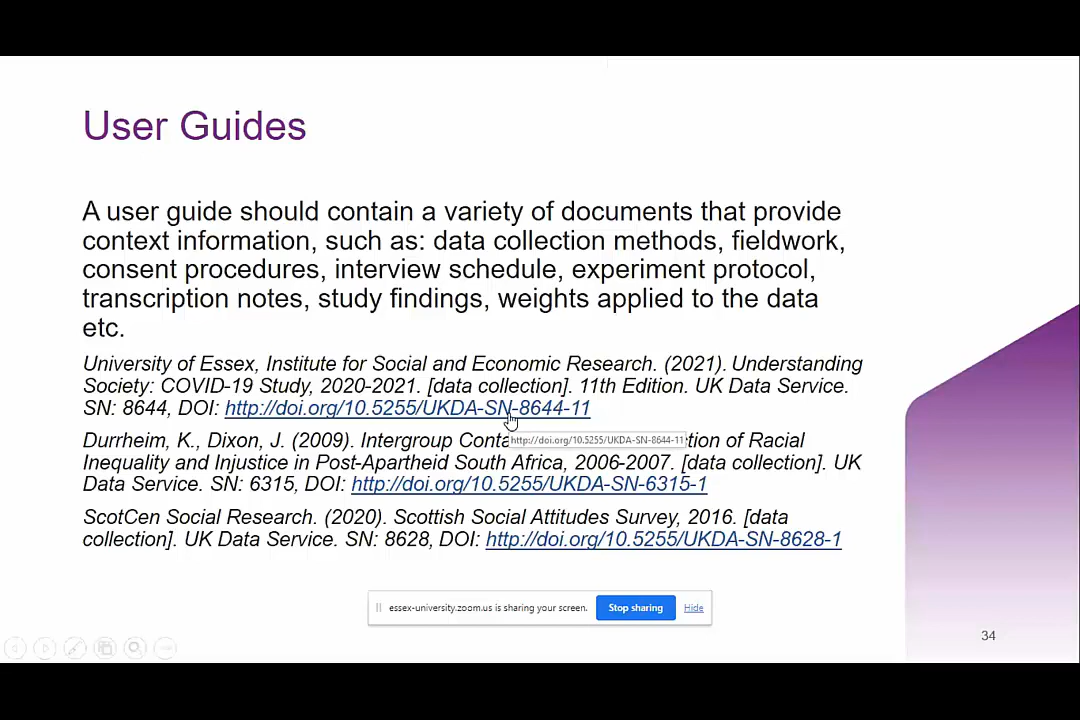 User Guides
A user guide should contain a variety of documents that provide
context information, such as: data collection methods, fieldwork,
consent procedures, interview schedule, experiment protocol,
transcription notes, study findings, weights applied to the data
etc.
University of Essex, Institute for Social and Economic Research. (2021). Understanding
Society: COVID-19 Study, 2020-2021. [data collection]. 11th Edition. UK Data Service.
SN: 8644, DOI: http://doi.org/10.5255/UKDA-SN-8644-11
Durrheim, K., Dixon, J. (2009). Intergroup Conta http://doi.org/10.5255/UKDA-SN-8644-11 tion of Racial
Inequality and Injustice in Post-Apartheid South Africa, 2006-2007. [data collection]. UK
Data Service. SN: 6315, DOI: http://doi.org/10.5255/UKDA-SN-6315-1
ScotCen Social Research. (2020). Scottish Social Attitudes Survey, 2016. [data
collection]. UK Data Service. SN: 8628, DOI: http://doi.org/10.5255/UKDA-SN-8628-1
essex-university.zoom.us is sharing your screen. Stop sharing Hide
34